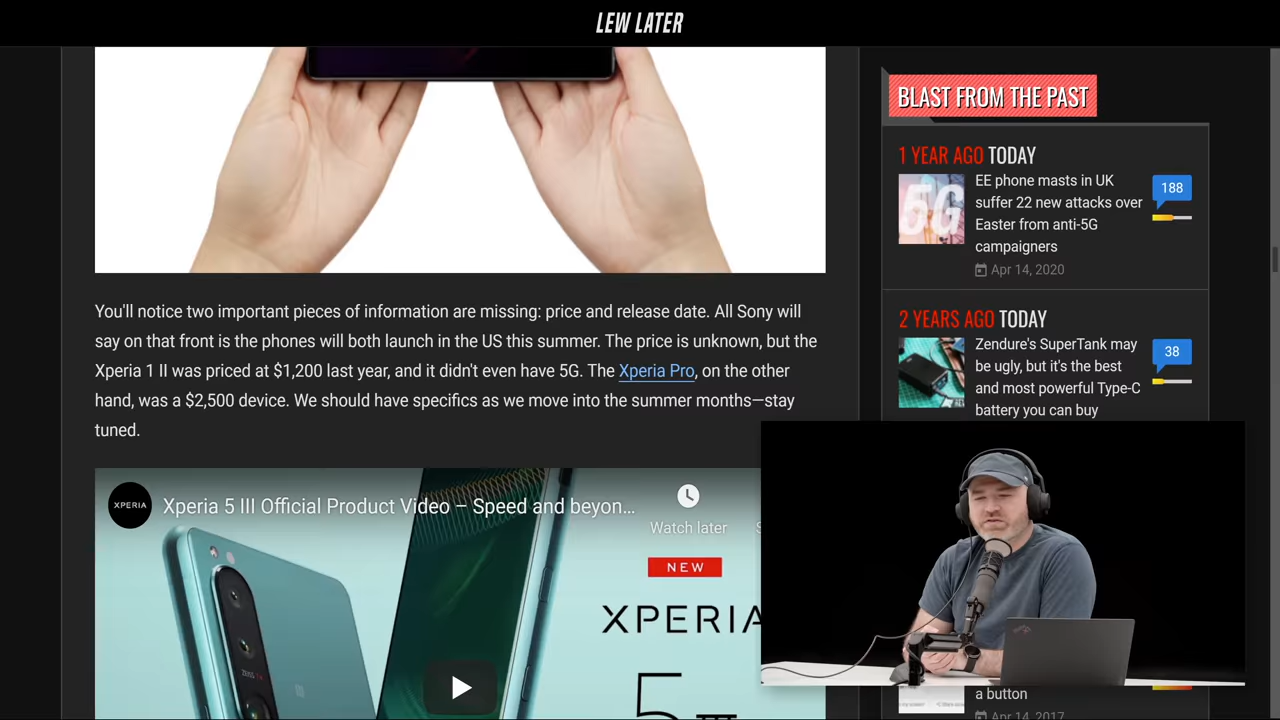 LEW LATER
You'll notice two important pieces of information are missing: price and release date. All Sony will
say on that front is the phones will both launch in the US this summer. The price is unknown, but the
Xperia 1 II was priced at $1,200 last year, and it didn't even have 5G. The Xperia Pro, on the other
hand, was a $2,500 device. We should have specifics as we move into the summer months—stay
tuned.
XPERIA
Xperia 5 III Official Product Video – Speed and beyon...
Watch later
S
NEW
XPERIA
5 III
ZEISS
BLAST FROM THE PAST
1 YEAR AGO TODAY
5G
EE phone masts in UK
suffer 22 new attacks over
Easter from anti-5G
campaigners
188
Apr 14, 2020
2 YEARS AGO TODAY
Zendure's SuperTank may
be ugly, but it's the best
and most powerful Type-C
battery you can buy
38
a button
Apr 14, 2017